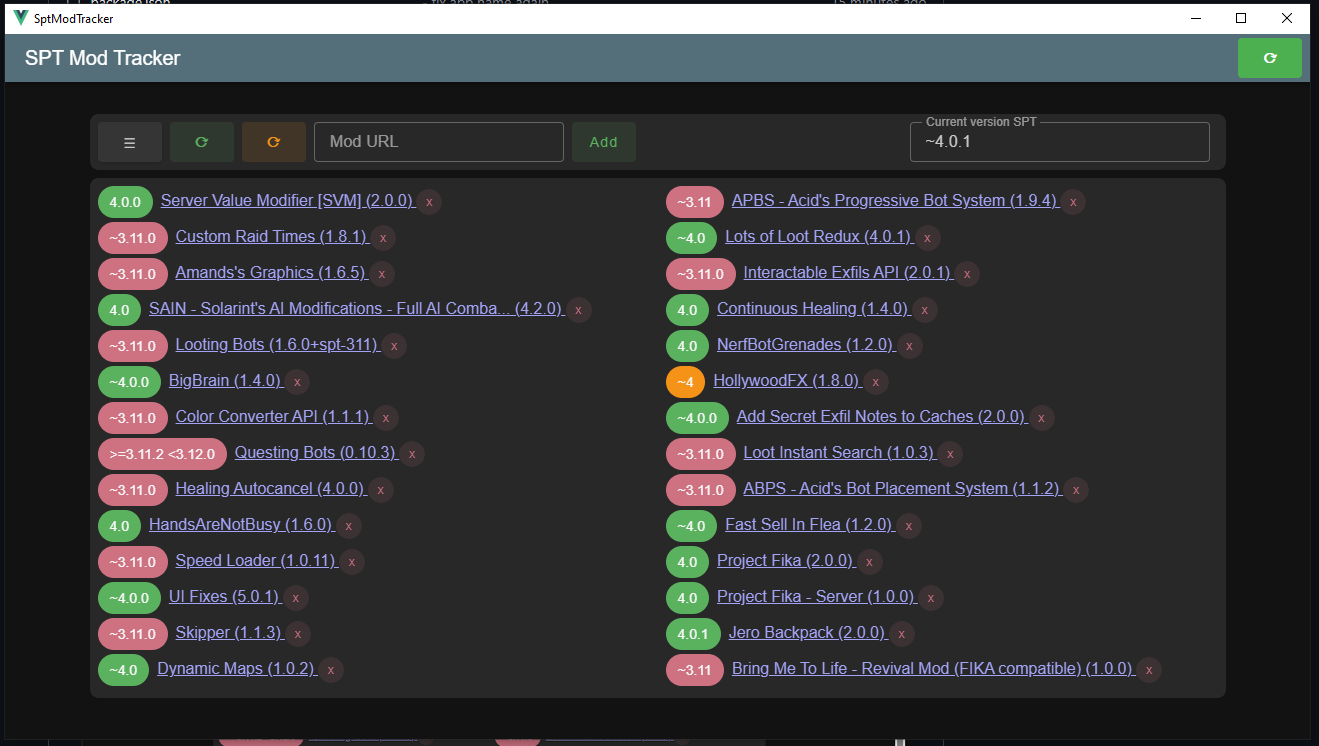 package.json - fix app name again 15 minutes ago
SptModTracker
SPT Mod Tracker
Current version SPT
Mod URL Add ~4.0.1
4.0.0 Server Value Modifier [SVM] (2.0.0) x
~3.11.0 Custom Raid Times (1.8.1) x
~3.11.0 Amands's Graphics (1.6.5) x
4.0 SAIN - Solarint's AI Modifications - Full AI Comba... (4.2.0) x
~3.11.0 Looting Bots (1.6.0+spt-311) x
~4.0.0 BigBrain (1.4.0) x
~3.11.0 Color Converter API (1.1.1) x
>=3.11.2 <3.12.0 Questing Bots (0.10.3) x
~3.11.0 Healing Autocancel (4.0.0) x
4.0 HandsAreNotBusy (1.6.0) x
~3.11.0 Speed Loader (1.0.11) x
~4.0.0 UI Fixes (5.0.1) x
~3.11.0 Skipper (1.1.3) x
~4.0 Dynamic Maps (1.0.2) x
~3.11 APBS - Acid's Progressive Bot System (1.9.4) x
~4.0 Lots of Loot Redux (4.0.1) x
~3.11.0 Interactable Exfils API (2.0.1) x
4.0 Continuous Healing (1.4.0) x
4.0 NerfBotGrenades (1.2.0) x
~4 HollywoodFX (1.8.0) x
~4.0.0 Add Secret Exfil Notes to Caches (2.0.0) x
~3.11.0 Loot Instant Search (1.0.3) x
~3.11.0 ABPS - Acid's Bot Placement System (1.1.2) x
~4.0 Fast Sell In Flea (1.2.0) x
4.0 Project Fika (2.0.0) x
4.0 Project Fika - Server (1.0.0) x
4.0.1 Jero Backpack (2.0.0) x
~3.11 Bring Me To Life - Revival Mod (FIKA compatible) (1.0.0) x